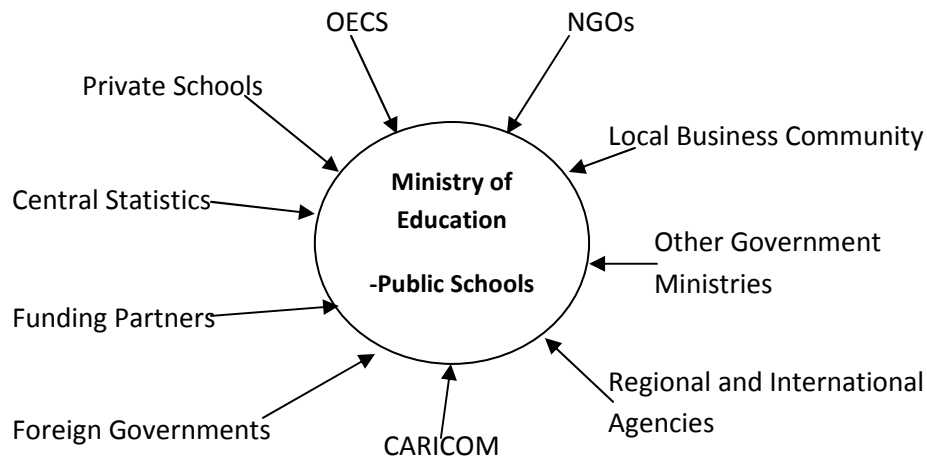 OECS
NGOs
Private Schools
Local Business Community
Ministry of
Education
-Public Schools
Central Statistics
Other Government
Ministries
Funding Partners
Regional and International
Agencies
Foreign Governments
CARICOM